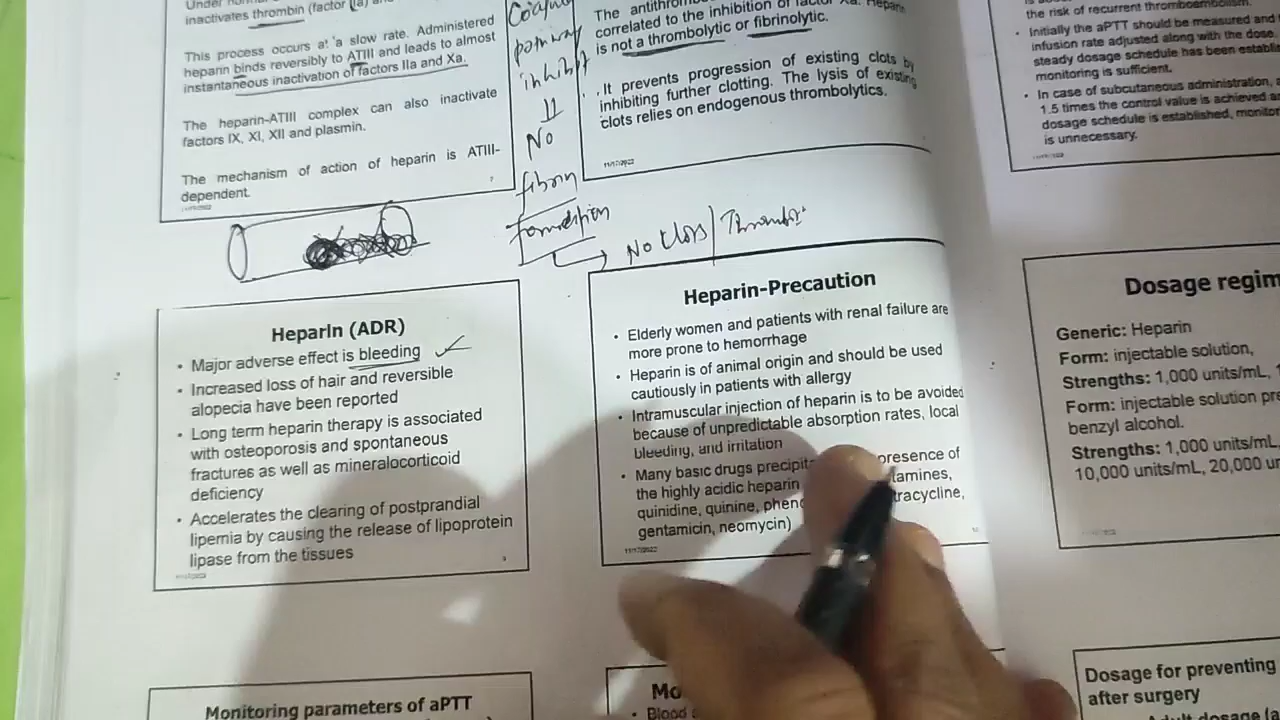 inactivates thrombin (factor
This process occurs at a slow rate. Administered
heparin binds reversibly to ATIII and leads to almost
instantaneous inactivation of factors IIa and Xa.
The heparin-ATIII complex can also inactivate
factors IX, XI, XII and plasmin.
The mechanism of action of heparin is ATIII-
dependent.
pathway
inhibit
No
fibrin
formation
No Clots/Thrombi
correlated to the inhibition of factor Xa. Heparin
is not a thrombolytic or fibrinolytic.
It prevents progression of existing clots by
inhibiting further clotting. The lysis of existing
clots relies on endogenous thrombolytics.
11/17/2022
the risk of recurrent thromboembolism.
• Initially the aPTT should be measured and
infusion rate adjusted along with the dose.
steady dosage schedule has been establi
monitoring is sufficient.
• In case of subcutaneous administration, a
1.5 times the control value is achieved a
dosage schedule is established, monitor
is unnecessary.
Heparin (ADR)
• Major adverse effect is bleeding
• Increased loss of hair and reversible
alopecia have been reported
• Long term heparin therapy is associated
with osteoporosis and spontaneous
fractures as well as mineralocorticoid
deficiency
• Accelerates the clearing of postprandial
lipemia by causing the release of lipoprotein
lipase from the tissues
Heparin-Precaution
• Elderly women and patients with renal failure are
more prone to hemorrhage
• Heparin is of animal origin and should be used
cautiously in patients with allergy
• Intramuscular injection of heparin is to be avoided
because of unpredictable absorption rates, local
bleeding, and irritation
• Many basic drugs precipit presence of
the highly acidic heparin lamines,
quinidine, quinine, pheno tracycline,
gentamicin, neomycin)
11/17/2022
Dosage regim
Generic: Heparin
Form: injectable solution,
Strengths: 1,000 units/mL, 1
Form: injectable solution pre
benzyl alcohol.
Strengths: 1,000 units/mL,
10,000 units/mL, 20,000 un
Monitoring parameters of aPTT
Mo
• Blood
Dosage for preventing
after surgery